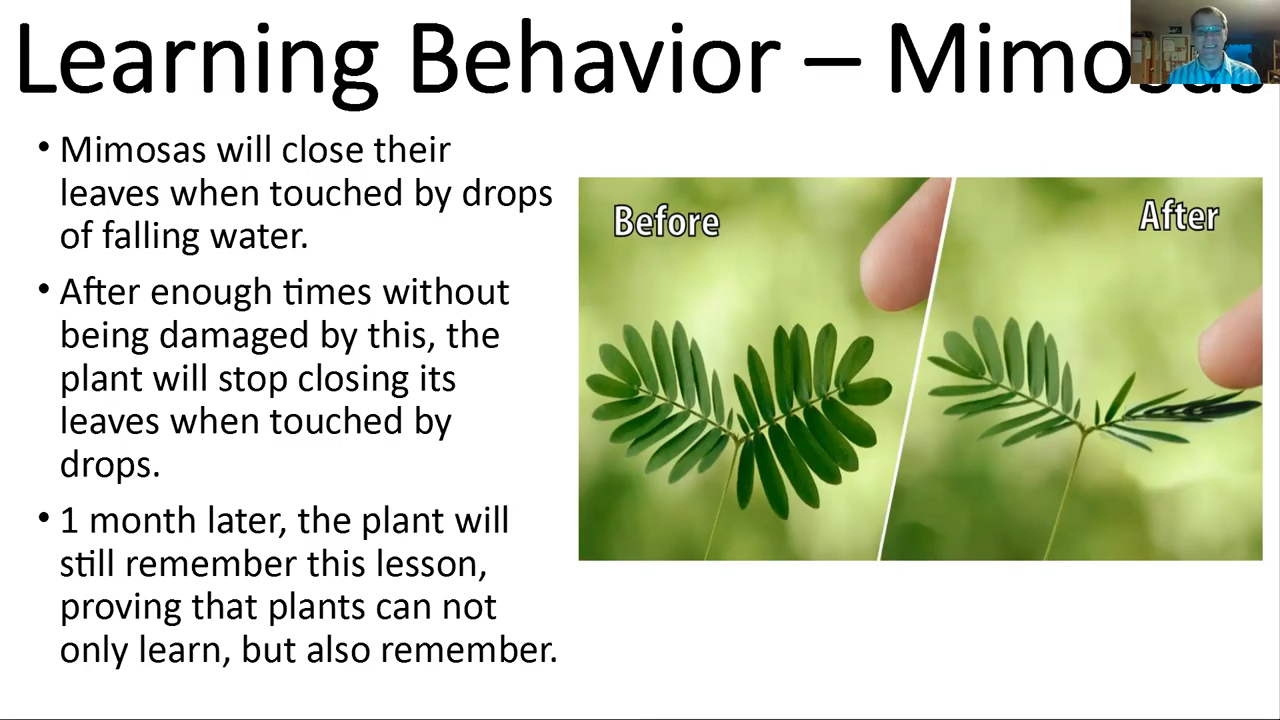 Learning Behavior – Mimosas
• Mimosas will close their
leaves when touched by drops
of falling water.
• After enough times without
being damaged by this, the
plant will stop closing its
leaves when touched by
drops.
• 1 month later, the plant will
still remember this lesson,
proving that plants can not
only learn, but also remember.
Before
After